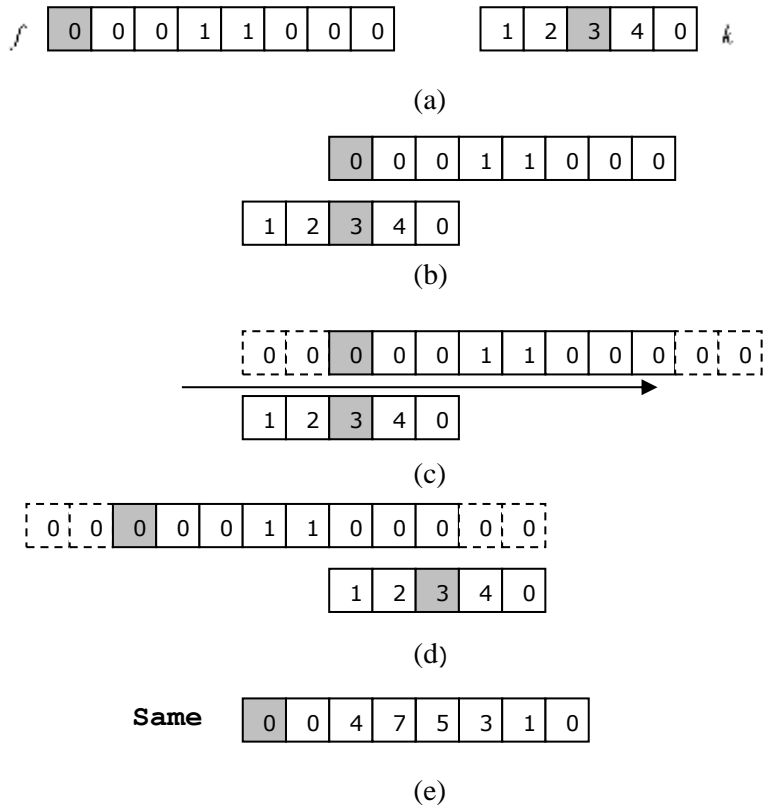 f 0 0 0 1 1 0 0 0 1 2 3 4 0 k
(a)
0 0 0 1 1 0 0 0
1 2 3 4 0
(b)
0 0 0 0 0 1 1 0 0 0 0 0
1 2 3 4 0
(c)
0 0 0 0 0 1 1 0 0 0 0 0
1 2 3 4 0
(d)
Same 0 0 4 7 5 3 1 0
(e)